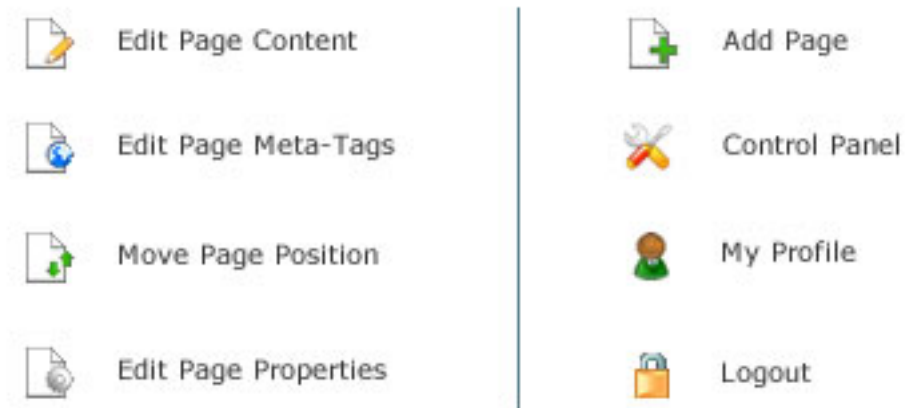 Edit Page Content
Edit Page Meta-Tags
Move Page Position
Edit Page Properties
Add Page
Control Panel
My Profile
Logout